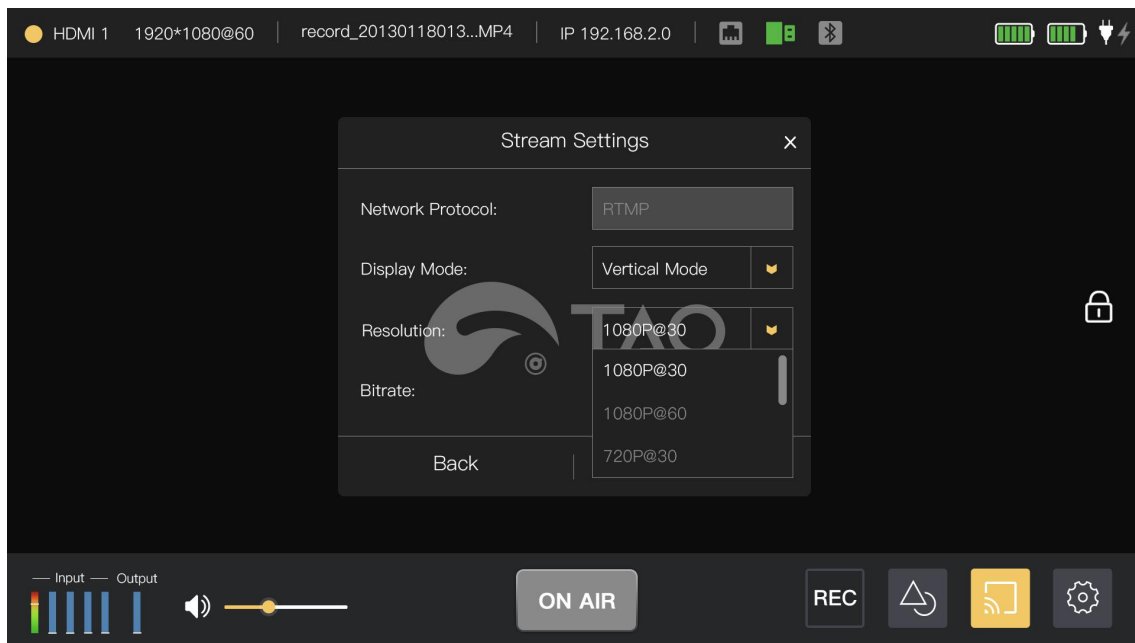 HDMI 1 1920*1080@60 record_20130118013...MP4 IP 192.168.2.0
Stream Settings
Network Protocol: RTMP
Display Mode: Vertical Mode
TAO
Resolution: 1080P@30
1080P@30
Bitrate:
1080P@60
Back
720P@30
Input Output
ON AIR
REC